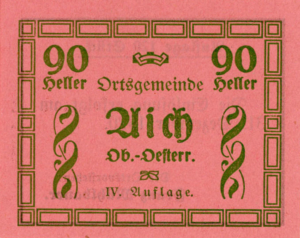 90 90
Heller Ortsgemeinde Heller
Aich
Ob.-Oesterr.
IV. Auflage.